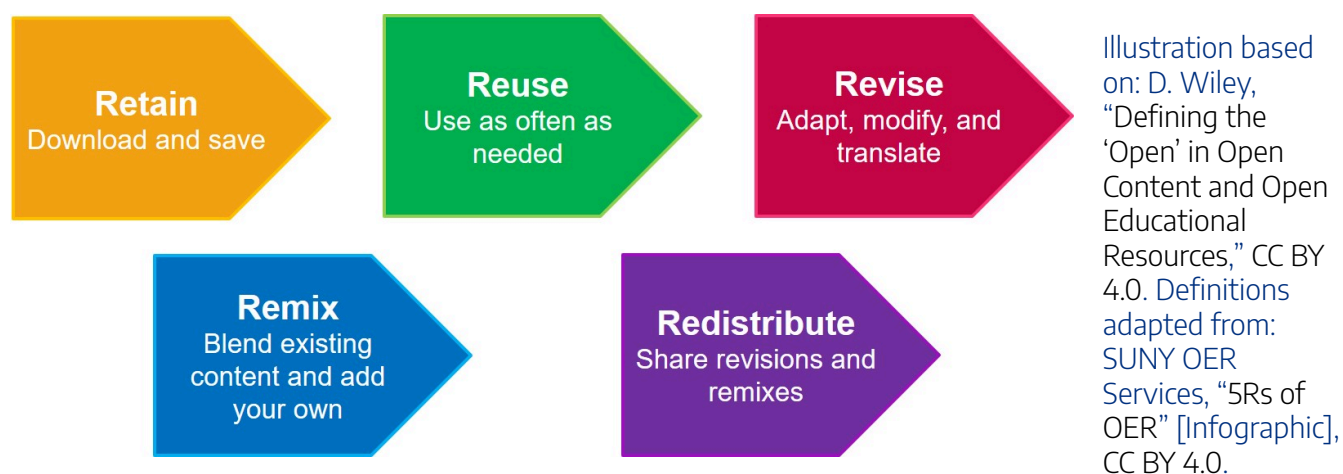 Retain
Download and save
Reuse
Use as often as
needed
Revise
Adapt, modify, and
translate
Remix
Blend existing
content and add
your own
Redistribute
Share revisions and
remixes
Illustration based
on: D. Wiley,
“Defining the
‘Open’ in Open
Content and Open
Educational
Resources,” CC BY
4.0. Definitions
adapted from:
SUNY OER
Services, “5Rs of
OER” [Infographic],
CC BY 4.0.